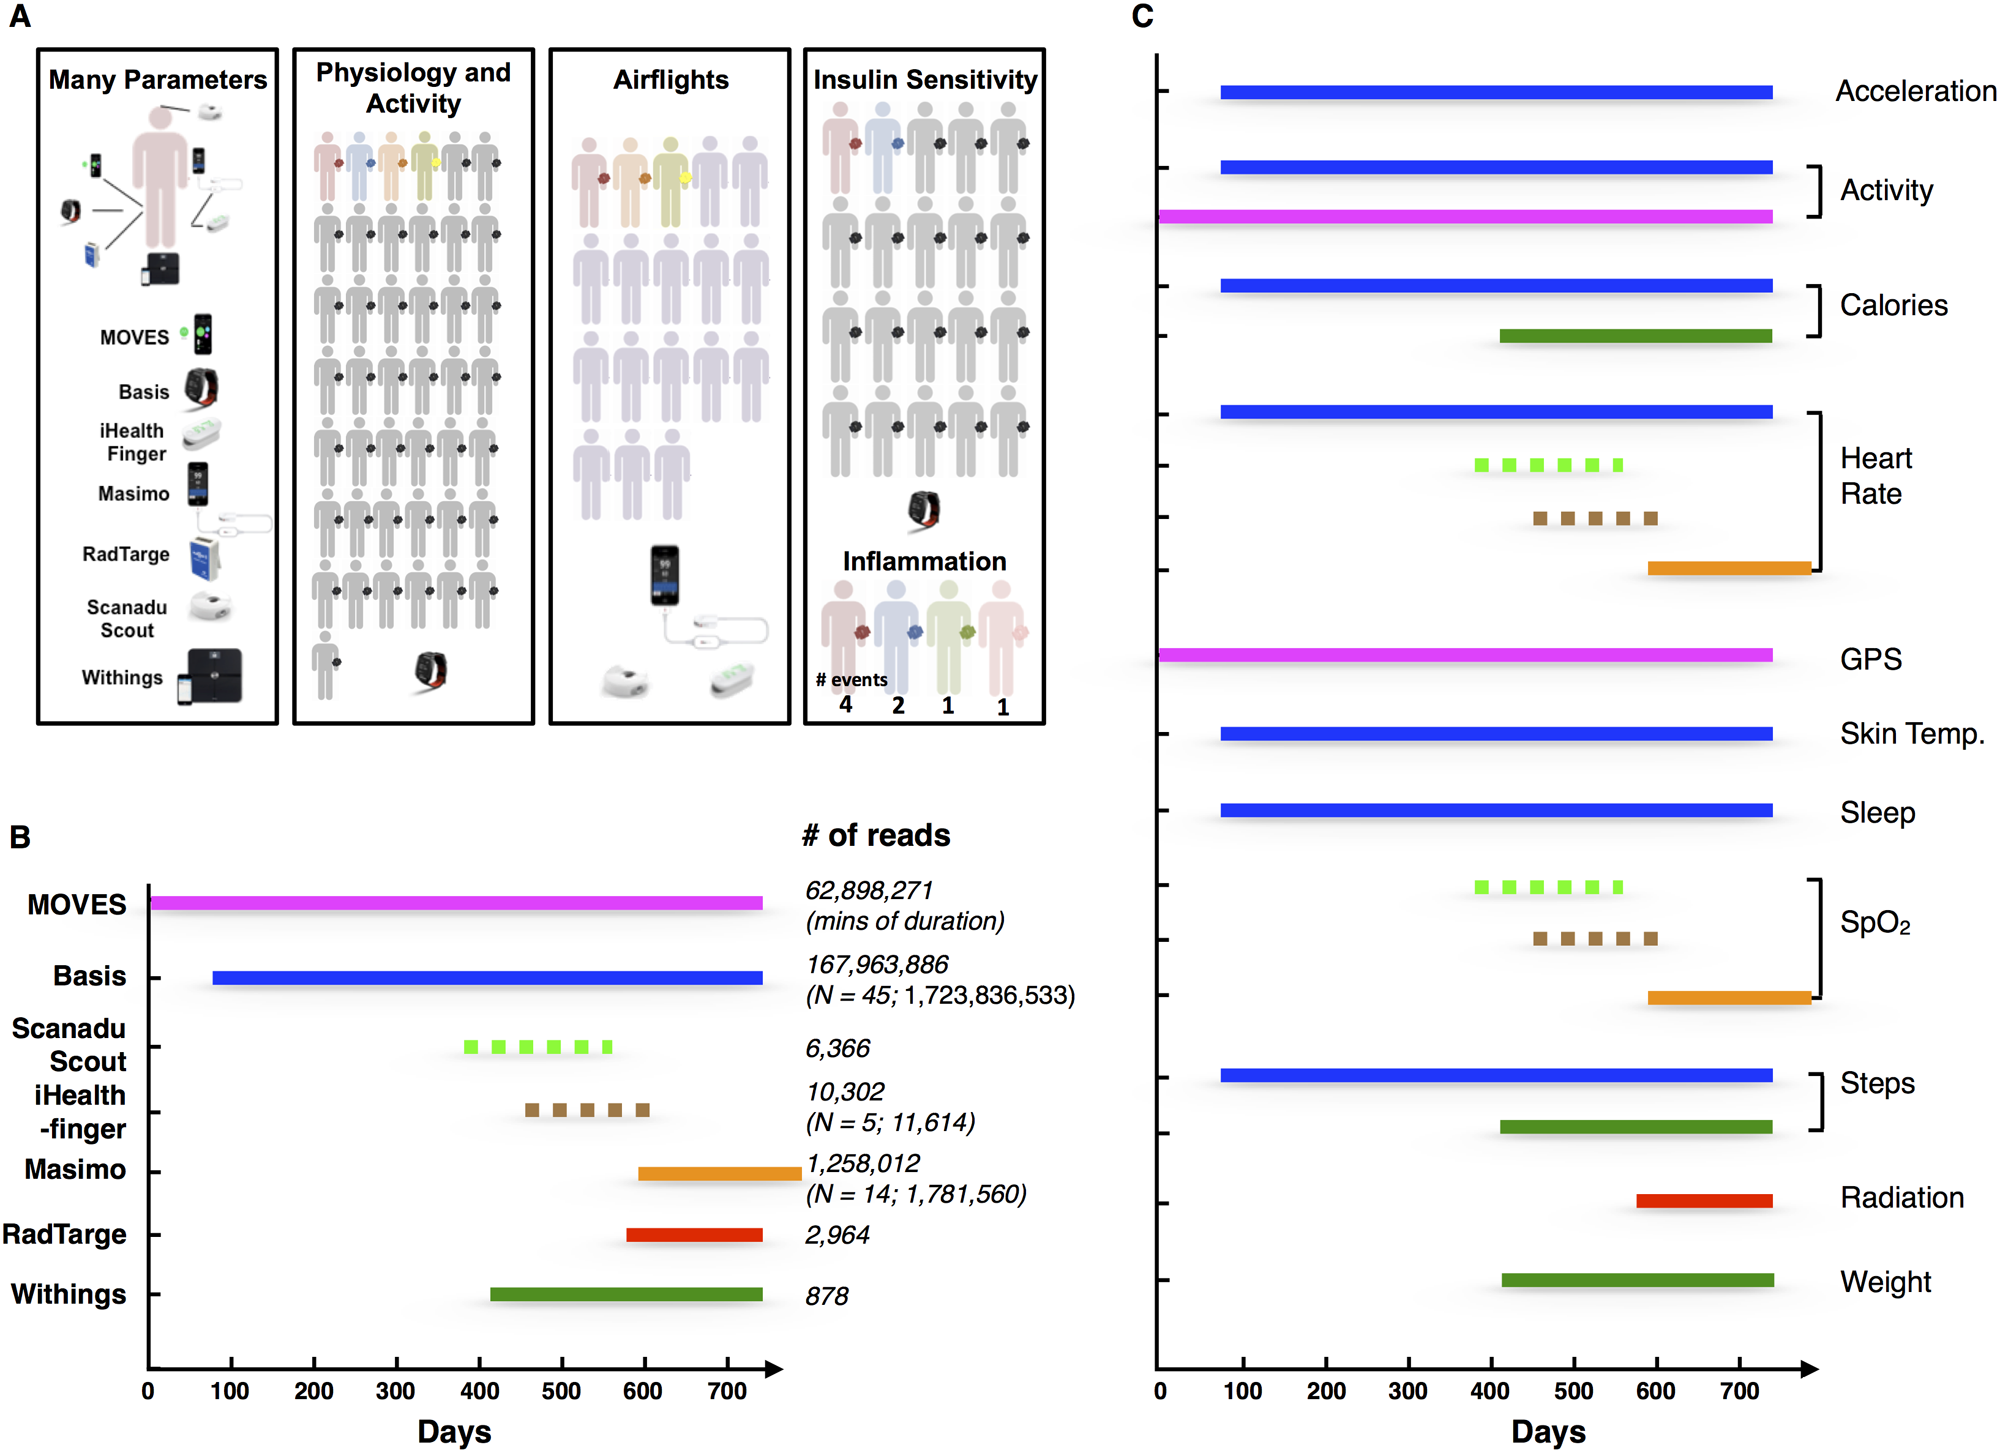 A
Many Parameters
MOVES
Basis
iHealth
Finger
Masimo
RadTarge
Scanadu
Scout
Withings
Physiology and
Activity
Airflights
Insulin Sensitivity
Inflammation
# events
4 2 1 1
B
# of reads
MOVES
62,898,271
(mins of duration)
Basis
167,963,886
(N = 45; 1,723,836,533)
Scanadu
Scout
6,366
iHealth
-finger
10,302
(N = 5; 11,614)
Masimo
1,258,012
(N = 14; 1,781,560)
RadTarge
2,964
Withings
878
0 100 200 300 400 500 600 700
Days
C
Acceleration
Activity
Calories
Heart
Rate
GPS
Skin Temp.
Sleep
SpO₂
Steps
Radiation
Weight
0 100 200 300 400 500 600 700
Days